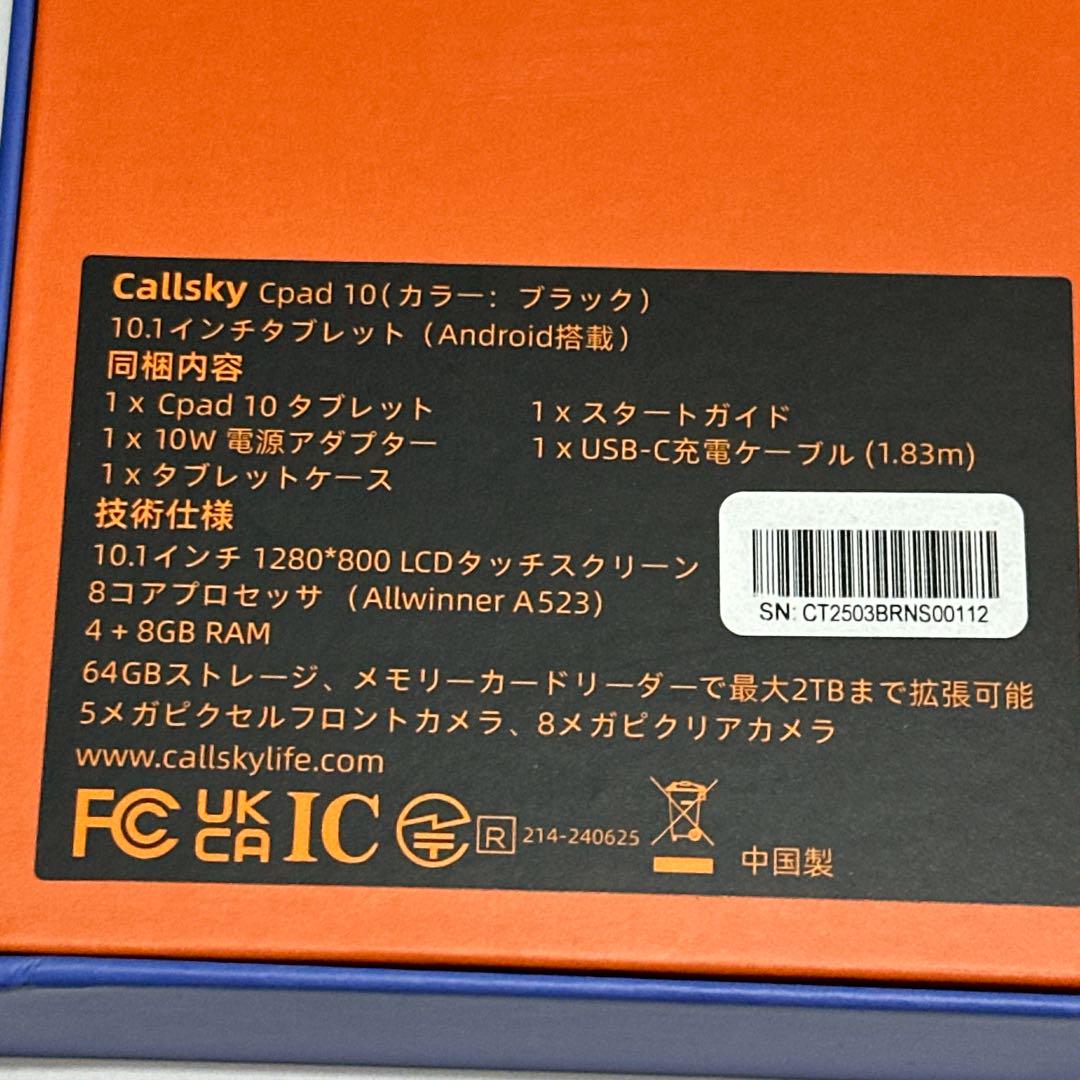 Callsky Cpad 10(カラー：ブラック)
10.1インチタブレット（Android搭載）
同梱内容
1 x Cpad 10 タブレット
1 x スタートガイド
1 x 10W 電源アダプター
1 x USB-C充電ケーブル (1.83m)
1 x タブレットケース
技術仕様
10.1インチ 1280*800 LCDタッチスクリーン
8コアプロセッサ （Allwinner A523)
4 + 8GB RAM
64GBストレージ、メモリーカードリーダーで最大2TBまで拡張可能
5メガピクセルフロントカメラ、8メガピクリアカメラ
www.callskylife.com
SN: CT2503BRNS00112
FC UK CA IC R 214-240625
中国製